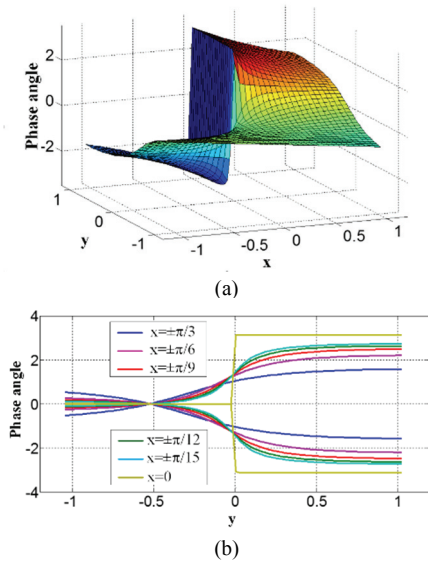 2
0
-2
Phase angle
1
0
-1
y
-1
-0.5
0
0.5
1
x
(a)
4
2
0
-2
-4
Phase angle
x=±π/3
x=±π/6
x=±π/9
x=±π/12
x=±π/15
x=0
-1
-0.5
0
0.5
1
y
(b)